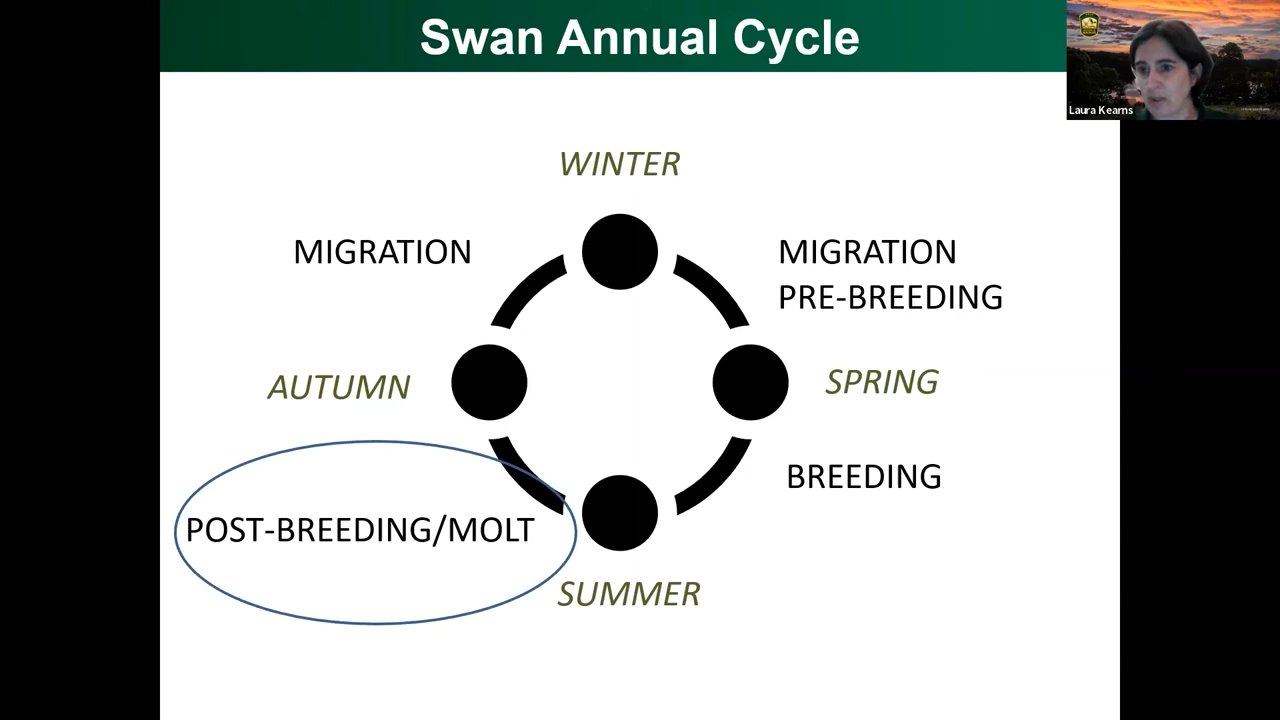 Swan Annual Cycle
Laura Kearns
WINTER
MIGRATION
MIGRATION
PRE-BREEDING
AUTUMN
SPRING
BREEDING
POST-BREEDING/MOLT
SUMMER